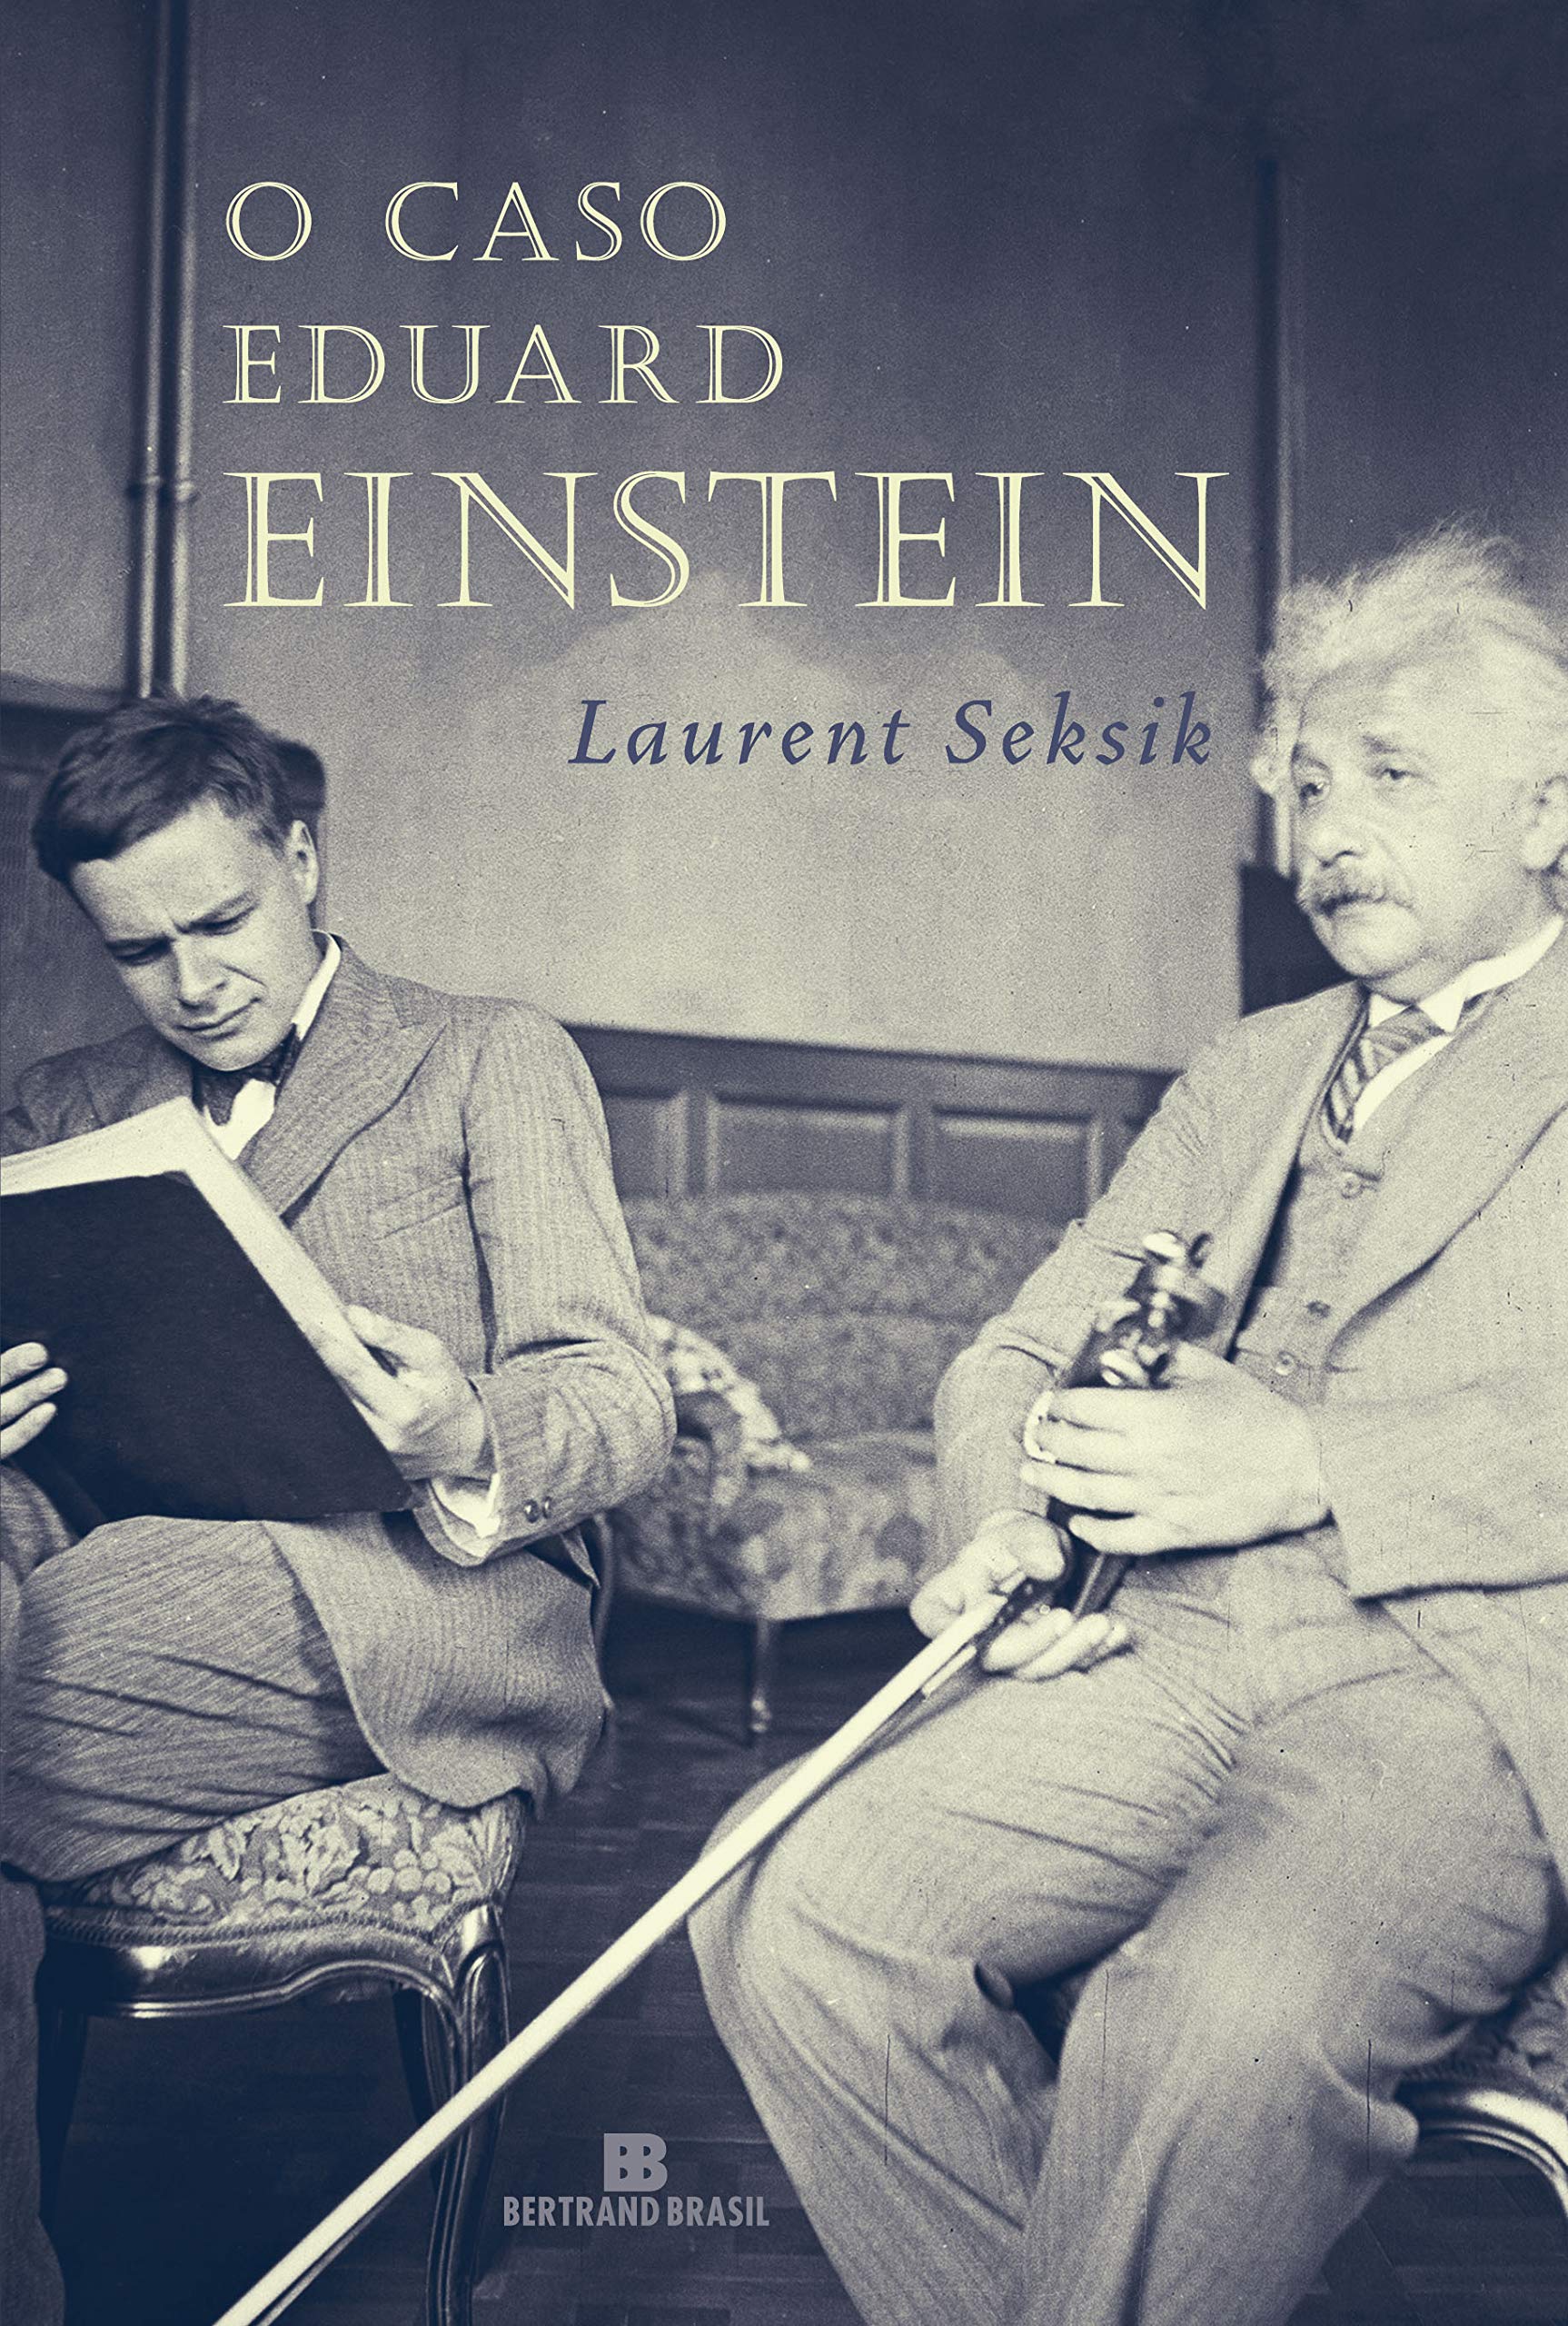 O CASO
EDUARD
EINSTEIN
Laurent Seksik
BB
BERTRAND BRASIL